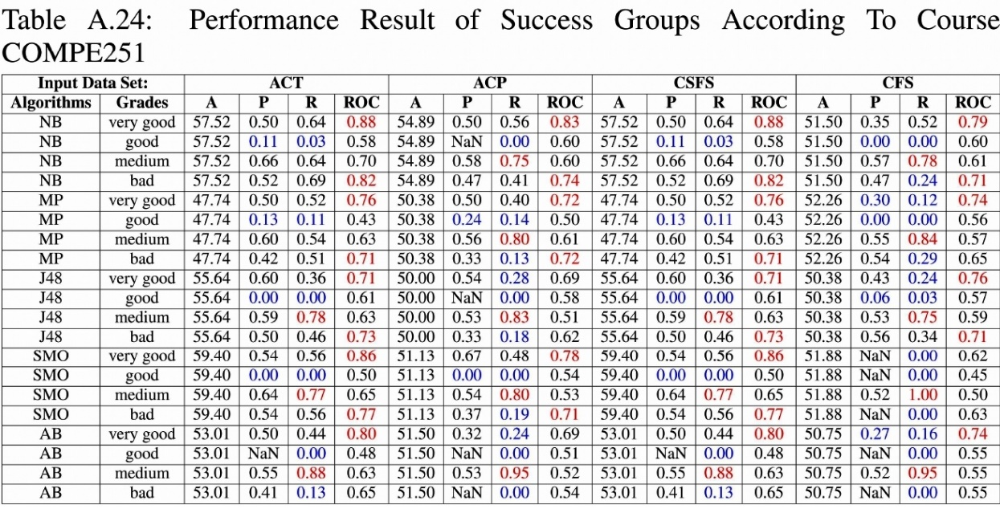 Table A.24: Performance Result of Success Groups According To Course
COMPE251
Input Data Set: ACT ACP CSFS CFS
Algorithms Grades A P R ROC A P R ROC A P R ROC A P R ROC
NB very good 57.52 0.50 0.64 0.88 54.89 0.50 0.56 0.83 57.52 0.50 0.64 0.88 51.50 0.35 0.52 0.79
NB good 57.52 0.11 0.03 0.58 54.89 NaN 0.00 0.60 57.52 0.11 0.03 0.58 51.50 0.00 0.00 0.60
NB medium 57.52 0.66 0.64 0.70 54.89 0.58 0.75 0.60 57.52 0.66 0.64 0.70 51.50 0.57 0.78 0.61
NB bad 57.52 0.52 0.69 0.82 54.89 0.47 0.41 0.74 57.52 0.52 0.69 0.82 51.50 0.47 0.24 0.71
MP very good 47.74 0.50 0.52 0.76 50.38 0.50 0.40 0.72 47.74 0.50 0.52 0.76 52.26 0.30 0.12 0.74
MP good 47.74 0.13 0.11 0.43 50.38 0.24 0.14 0.50 47.74 0.13 0.11 0.43 52.26 0.00 0.00 0.56
MP medium 47.74 0.60 0.54 0.63 50.38 0.56 0.80 0.61 47.74 0.60 0.54 0.63 52.26 0.55 0.84 0.57
MP bad 47.74 0.42 0.51 0.71 50.38 0.33 0.13 0.72 47.74 0.42 0.51 0.71 52.26 0.54 0.29 0.65
J48 very good 55.64 0.60 0.36 0.71 50.00 0.54 0.28 0.69 55.64 0.60 0.36 0.71 50.38 0.43 0.24 0.76
J48 good 55.64 0.00 0.00 0.61 50.00 NaN 0.00 0.58 55.64 0.00 0.00 0.61 50.38 0.06 0.03 0.57
J48 medium 55.64 0.59 0.78 0.63 50.00 0.53 0.83 0.51 55.64 0.59 0.78 0.63 50.38 0.53 0.75 0.59
J48 bad 55.64 0.50 0.46 0.73 50.00 0.33 0.18 0.62 55.64 0.50 0.46 0.73 50.38 0.56 0.34 0.71
SMO very good 59.40 0.54 0.56 0.86 51.13 0.67 0.48 0.78 59.40 0.54 0.56 0.86 51.88 NaN 0.00 0.62
SMO good 59.40 0.00 0.00 0.50 51.13 0.00 0.00 0.54 59.40 0.00 0.00 0.50 51.88 NaN 0.00 0.45
SMO medium 59.40 0.64 0.77 0.65 51.13 0.54 0.80 0.53 59.40 0.64 0.77 0.65 51.88 0.52 1.00 0.50
SMO bad 59.40 0.54 0.56 0.77 51.13 0.37 0.19 0.71 59.40 0.54 0.56 0.77 51.88 NaN 0.00 0.63
AB very good 53.01 0.50 0.44 0.80 51.50 0.32 0.24 0.69 53.01 0.50 0.44 0.80 50.75 0.27 0.16 0.74
AB good 53.01 NaN 0.00 0.48 51.50 NaN 0.00 0.51 53.01 NaN 0.00 0.48 50.75 NaN 0.00 0.55
AB medium 53.01 0.55 0.88 0.63 51.50 0.53 0.95 0.52 53.01 0.55 0.88 0.63 50.75 0.52 0.95 0.55
AB bad 53.01 0.41 0.13 0.65 51.50 NaN 0.00 0.54 53.01 0.41 0.13 0.65 50.75 NaN 0.00 0.55